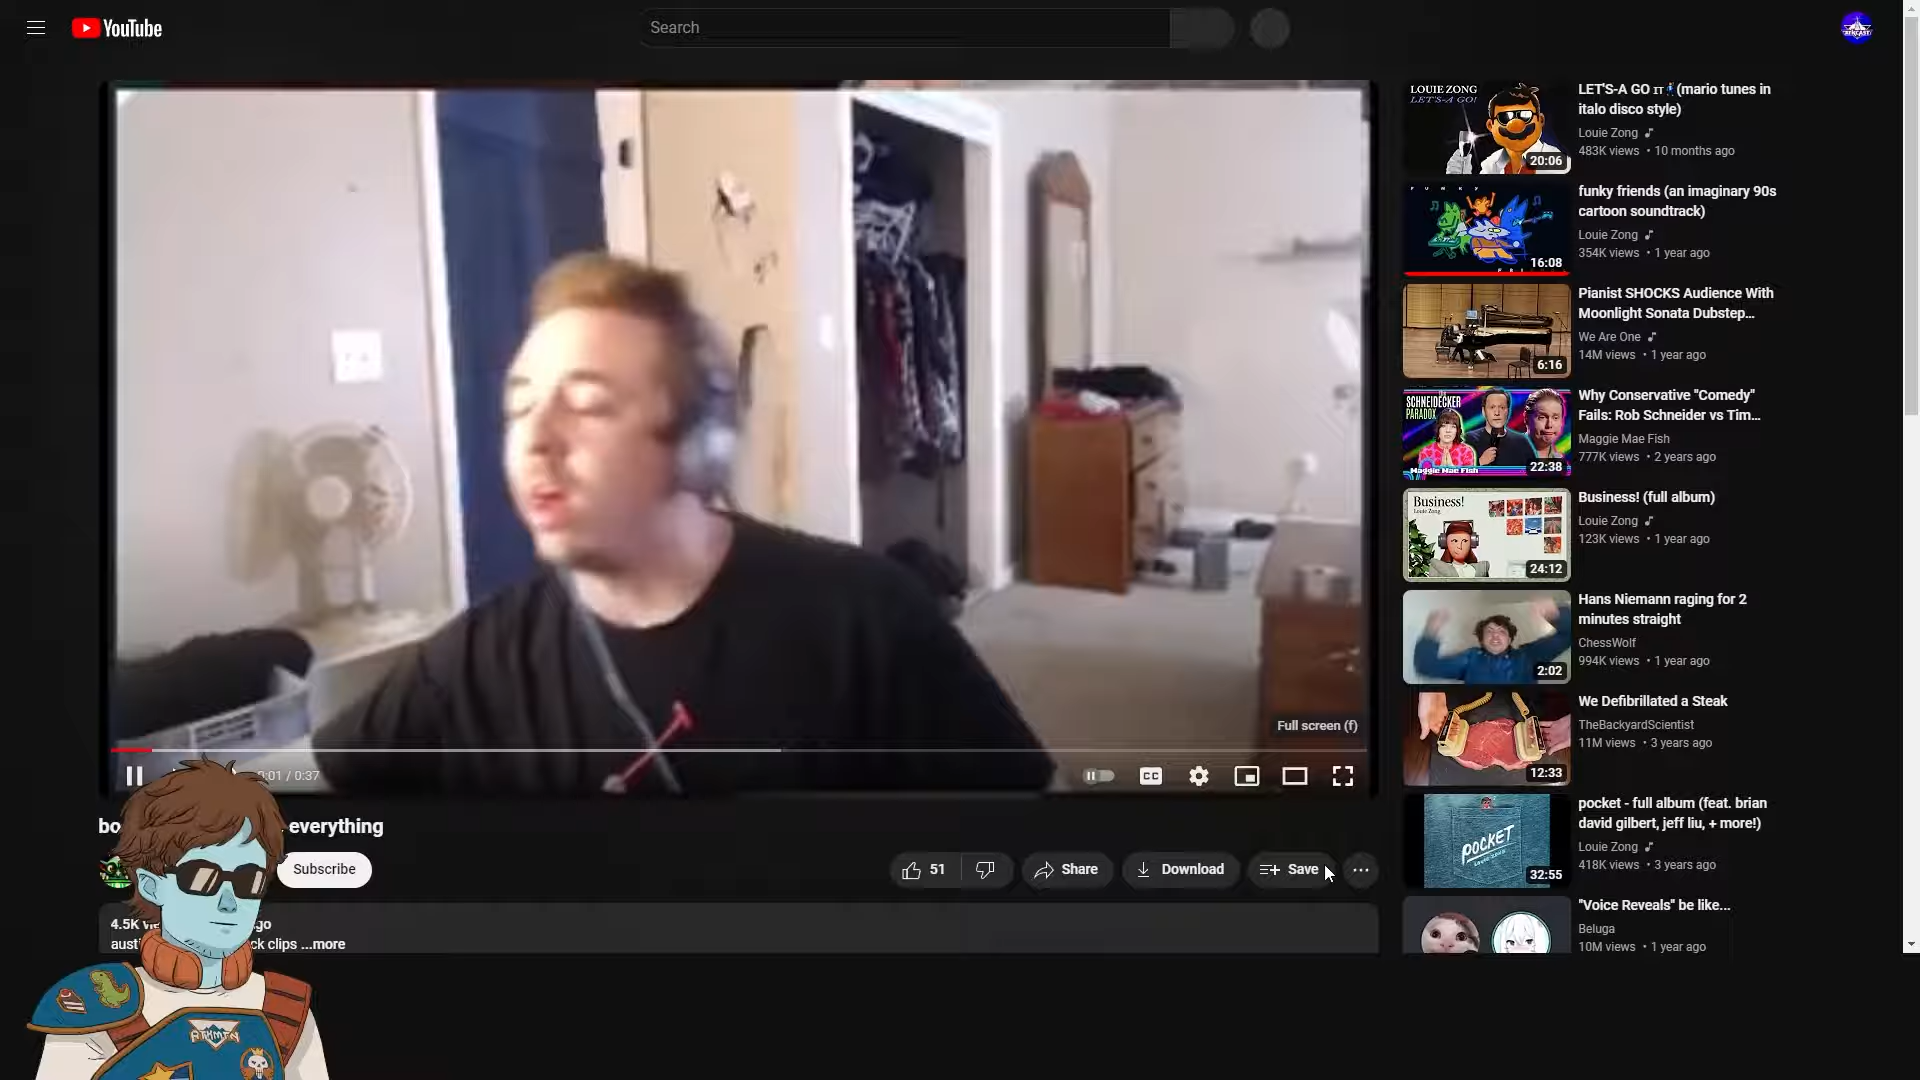 YouTube
Search
Full screen (f)
0:01 / 0:37
CC
everything
Subscribe
51
Share
Download
Save
4.5K
ck clips ...more
LOUIE ZONG
LET'S-A GO!
20:06
LET'S-A GO (mario tunes in
italo disco style)
Louie Zong
483K views • 10 months ago
F U N K Y
16:08
funky friends (an imaginary 90s
cartoon soundtrack)
Louie Zong
354K views • 1 year ago
6:16
Pianist SHOCKS Audience With
Moonlight Sonata Dubstep...
We Are One
14M views • 1 year ago
SCHNEIDECKER
PARADOX
Maggie Mae Fish
22:38
Why Conservative "Comedy"
Fails: Rob Schneider vs Tim...
Maggie Mae Fish
777K views • 2 years ago
Business!
Louie Zong
24:12
Business! (full album)
Louie Zong
123K views • 1 year ago
2:02
Hans Niemann raging for 2
minutes straight
ChessWolf
994K views • 1 year ago
12:33
We Defibrillated a Steak
TheBackyardScientist
11M views • 3 years ago
POCKET
32:55
pocket - full album (feat. brian
david gilbert, jeff liu, + more!)
Louie Zong
418K views • 3 years ago
"Voice Reveals" be like...
Beluga
10M views • 1 year ago